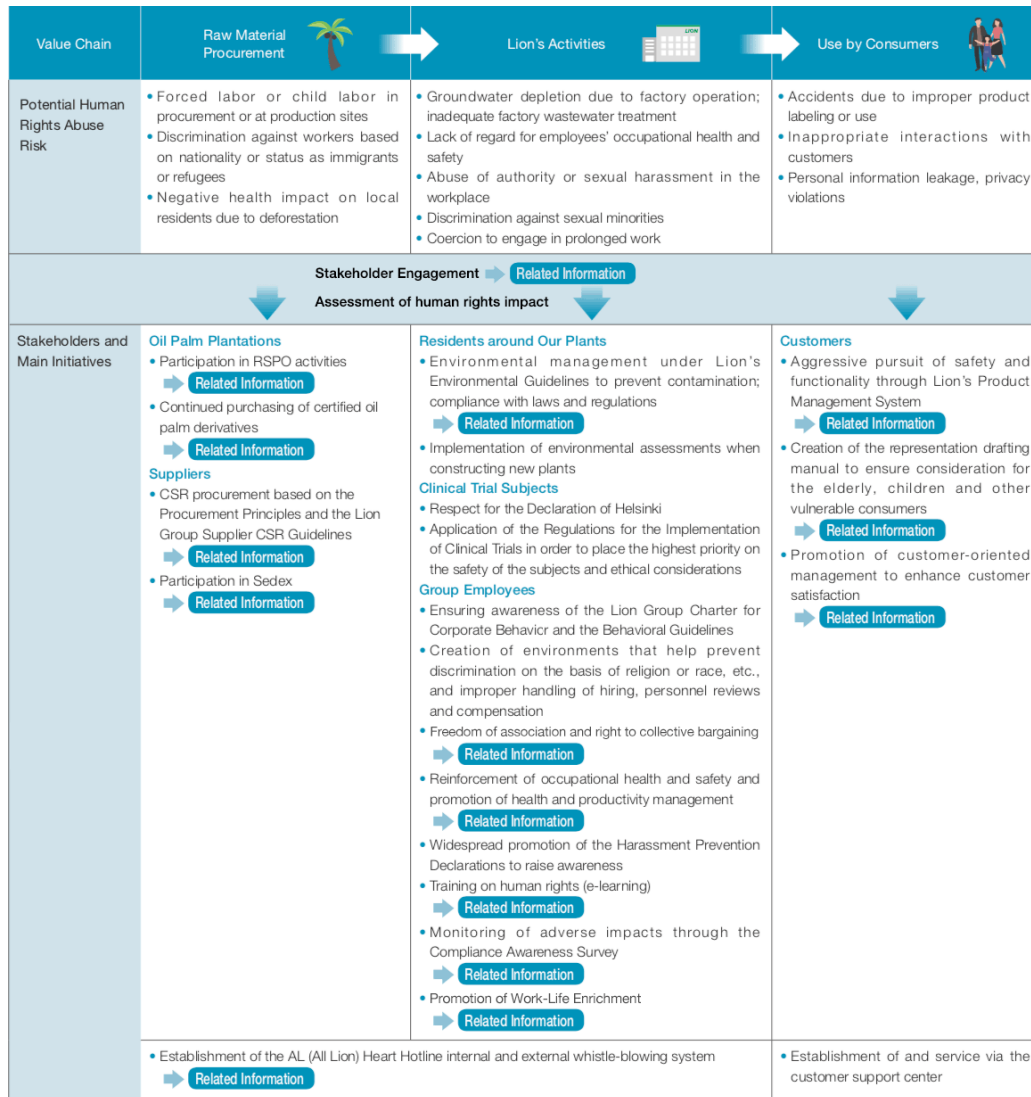 Value Chain
Raw Material
Procurement
Lion's Activities
LION
Use by Consumers
Potential Human
Rights Abuse
Risk
• Forced labor or child labor in
procurement or at production sites
• Discrimination against workers based
on nationality or status as immigrants
or refugees
• Negative health impact on local
residents due to deforestation
• Groundwater depletion due to factory operation;
inadequate factory wastewater treatment
• Lack of regard for employees' occupational health and
safety
• Abuse of authority or sexual harassment in the
workplace
• Discrimination against sexual minorities
• Coercion to engage in prolonged work
• Accidents due to improper product
labeling or use
• Inappropriate interactions with
customers
• Personal information leakage, privacy
violations
Stakeholder Engagement Related Information
Assessment of human rights impact
Stakeholders and
Main Initiatives
Oil Palm Plantations
• Participation in RSPO activities
Related Information
• Continued purchasing of certified oil
palm derivatives
Related Information
Suppliers
• CSR procurement based on the
Procurement Principles and the Lion
Group Supplier CSR Guidelines
Related Information
• Participation in Sedex
Related Information
Residents around Our Plants
• Environmental management under Lion's
Environmental Guidelines to prevent contamination;
compliance with laws and regulations
Related Information
• Implementation of environmental assessments when
constructing new plants
Clinical Trial Subjects
• Respect for the Declaration of Helsinki
• Application of the Regulations for the Implementation
of Clinical Trials in order to place the highest priority on
the safety of the subjects and ethical considerations
Group Employees
• Ensuring awareness of the Lion Group Charter for
Corporate Behavicr and the Behavioral Guidelines
• Creation of environments that help prevent
discrimination on the basis of religion or race, etc.,
and improper handling of hiring, personnel reviews
and compensation
• Freedom of association and right to collective bargaining
Related Information
• Reinforcement of occupational health and safety and
promotion of health and productivity management
Related Information
• Widespread promotion of the Harassment Prevention
Declarations to raise awareness
• Training on human rights (e-learning)
Related Information
• Monitoring of adverse impacts through the
Compliance Awareness Survey
Related Information
• Promotion of Work-Life Enrichment
Related Information
Customers
• Aggressive pursuit of safety and
functionality through Lion's Product
Management System
Related Information
• Creation of the representation drafting
manual to ensure consideration for
the elderly, children and other
vulnerable consumers
Related Information
• Promotion of customer-oriented
management to enhance customer
satisfaction
Related Information
• Establishment of the AL (All Lion) Heart Hotline internal and external whistle-blowing system
Related Information
• Establishment of and service via the
customer support center